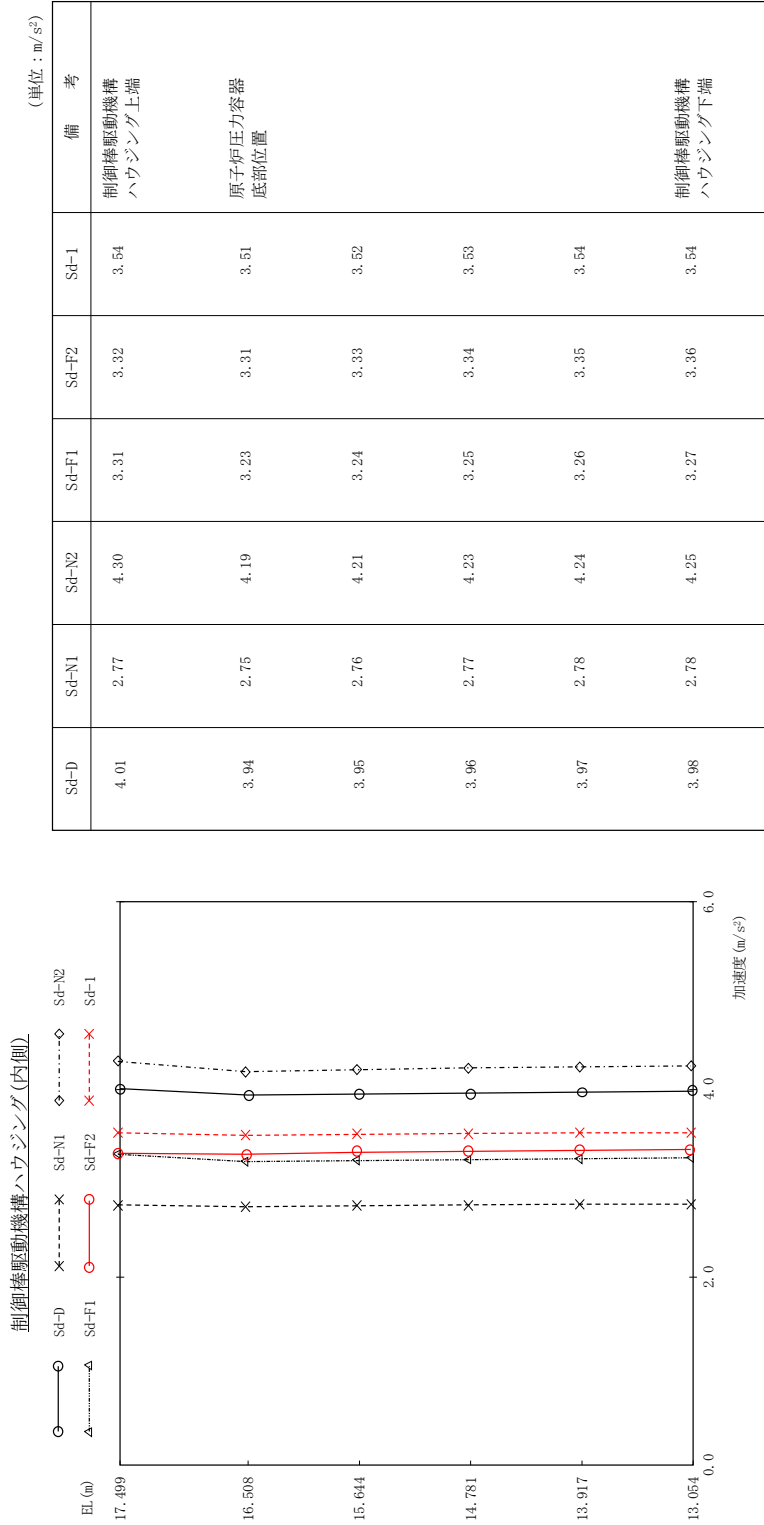 制御棒駆動機構ハウジング(内側)
Sd-D Sd-N1 Sd-N2
Sd-F1 Sd-F2 Sd-1
EL(m)
17.499
16.508
15.644
14.781
13.917
13.054
0.0 2.0 4.0 6.0
加速度(m/s²)
(単位：m/s²)
Sd-D Sd-N1 Sd-N2 Sd-F1 Sd-F2 Sd-1 備 考
4.01 2.77 4.30 3.31 3.32 3.54 制御棒駆動機構
ハウジング上端
3.94 2.75 4.19 3.23 3.31 3.51 原子炉圧力容器
底部位置
3.95 2.76 4.21 3.24 3.33 3.52
3.96 2.77 4.23 3.25 3.34 3.53
3.97 2.78 4.24 3.26 3.35 3.54
3.98 2.78 4.25 3.27 3.36 3.54 制御棒駆動機構
ハウジング下端